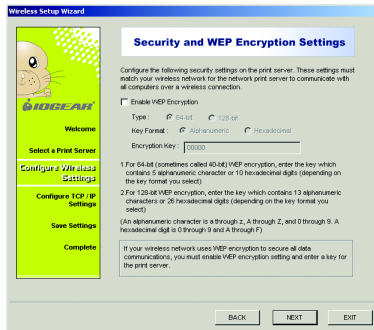 Wireless Setup Wizard
IOGEAR
Welcome
Select a Print Server
Configure Wireless
Settings
Configure TCP / IP
Settings
Save Settings
Complete
Security and WEP Encryption Settings
Configure the following security settings on the print server. These settings must
match your wireless network for the network print server to communicate with
all computers over a wireless connection.
Enable WEP Encryption
Type : 64-bit 128-bit
Key Format : Alphanumeric Hexadecimal
Encryption Key : 00000
1.For 64-bit (sometimes called 40-bit) WEP encryption, enter the key which
contains 5 alphanumeric character or 10 hexadecimal digits (depending on
the key format you select)
2.For 128-bit WEP encryption, enter the key which contains 13 alphanumeric
characters or 26 hexadecimal digits (depending on the key format you
select)
(An alphanumeric character is a through z, A through Z, and 0 through 9. A
hexadecimal digit is 0 through 9 and A through F)
If your wireless network uses WEP encryption to secure all data
communications, you must enable WEP encryption setting and enter a key for
the print server.
BACK NEXT EXIT